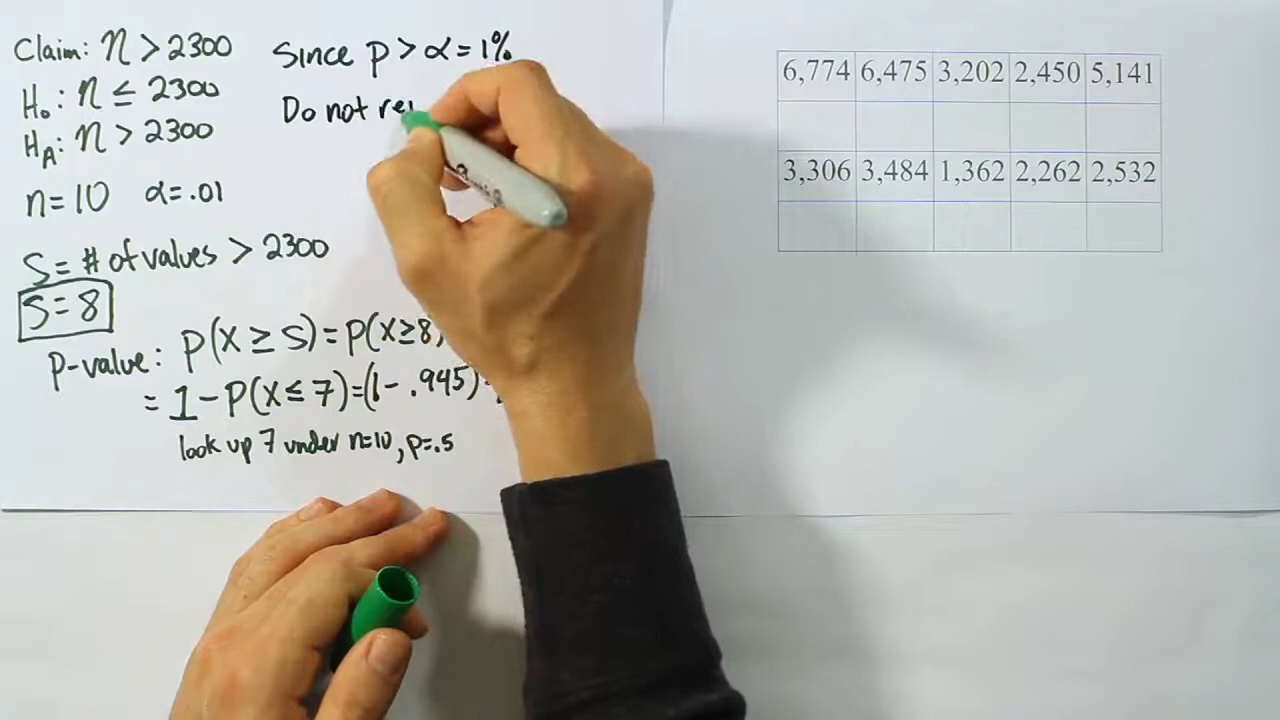 Claim: η > 2300
H₀: η ≤ 2300
H_A: η > 2300
n=10 α=.01
S = # of values > 2300
S=8
p-value: P(X ≥ S)=P(X≥8)
= 1-P(X≤7)=(1-.945)
look up 7 under n=10, p=.5
Since p > α = 1%
Do not
6,774 6,475 3,202 2,450 5,141
3,306 3,484 1,362 2,262 2,532